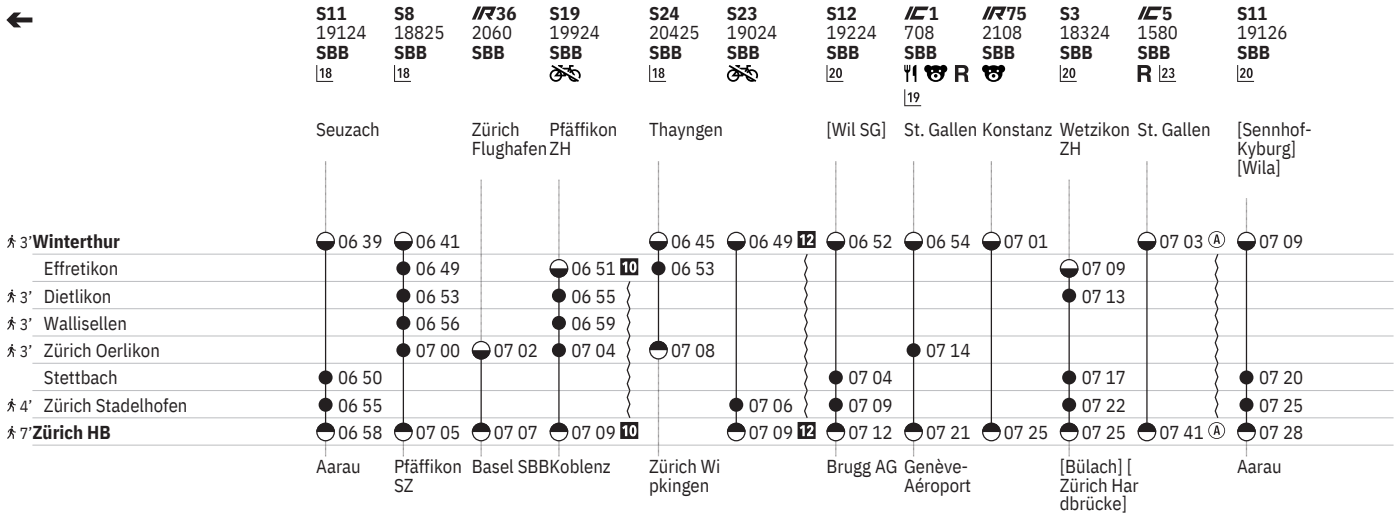 S11 S8 IR36 S19 S24 S23 S12 IC1 IR75 S3 IC5 S11
19124 18825 2060 19924 20425 19024 19224 708 2108 18324 1580 19126
SBB SBB SBB SBB SBB SBB SBB SBB SBB SBB SBB SBB
18 18 18 20 R 20 R 23 20
19
Seuzach Zürich Pfäffikon Thayngen [Wil SG] St. Gallen Konstanz Wetzikon St. Gallen [Sennhof-
Flughafen ZH ZH Kyburg]
[Wila]
3' Winterthur 06 39 06 41 06 45 06 49 12 06 52 06 54 07 01 07 03 A 07 09
Effretikon 06 49 06 51 10 06 53 07 09
3' Dietlikon 06 53 06 55 07 13
3' Wallisellen 06 56 06 59
3' Zürich Oerlikon 07 00 07 02 07 04 07 08 07 14
Stettbach 06 50 07 04 07 17 07 20
4' Zürich Stadelhofen 06 55 07 06 07 09 07 22 07 25
7' Zürich HB 06 58 07 05 07 07 07 09 10 07 09 12 07 12 07 21 07 25 07 25 07 41 A 07 28
Aarau Pfäffikon Basel SBB Koblenz Zürich Wi Brugg AG Genève- [Bülach] [ Aarau
SZ pkingen Aéroport Zürich Har
dbrücke]